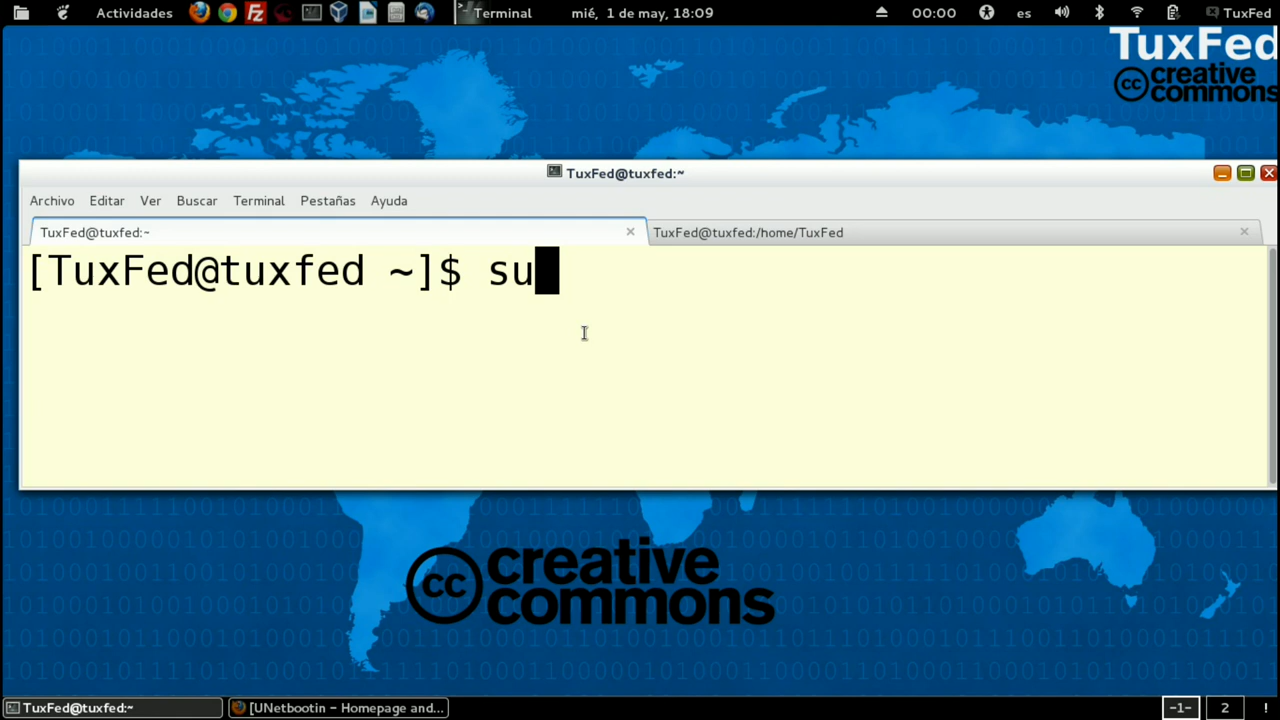 Actividades
Terminal
mié, 1 de may, 18:09
00:00
es
TuxFed
TuxFed
cc creative
commons
TuxFed@tuxfed:~
Archivo Editar Ver Buscar Terminal Pestañas Ayuda
TuxFed@tuxfed:~
TuxFed@tuxfed:/home/TuxFed
[TuxFed@tuxfed ~]$ su
cc creative
commons
TuxFed@tuxfed:~
[UNetbootin – Homepage and...
-1-
2
!